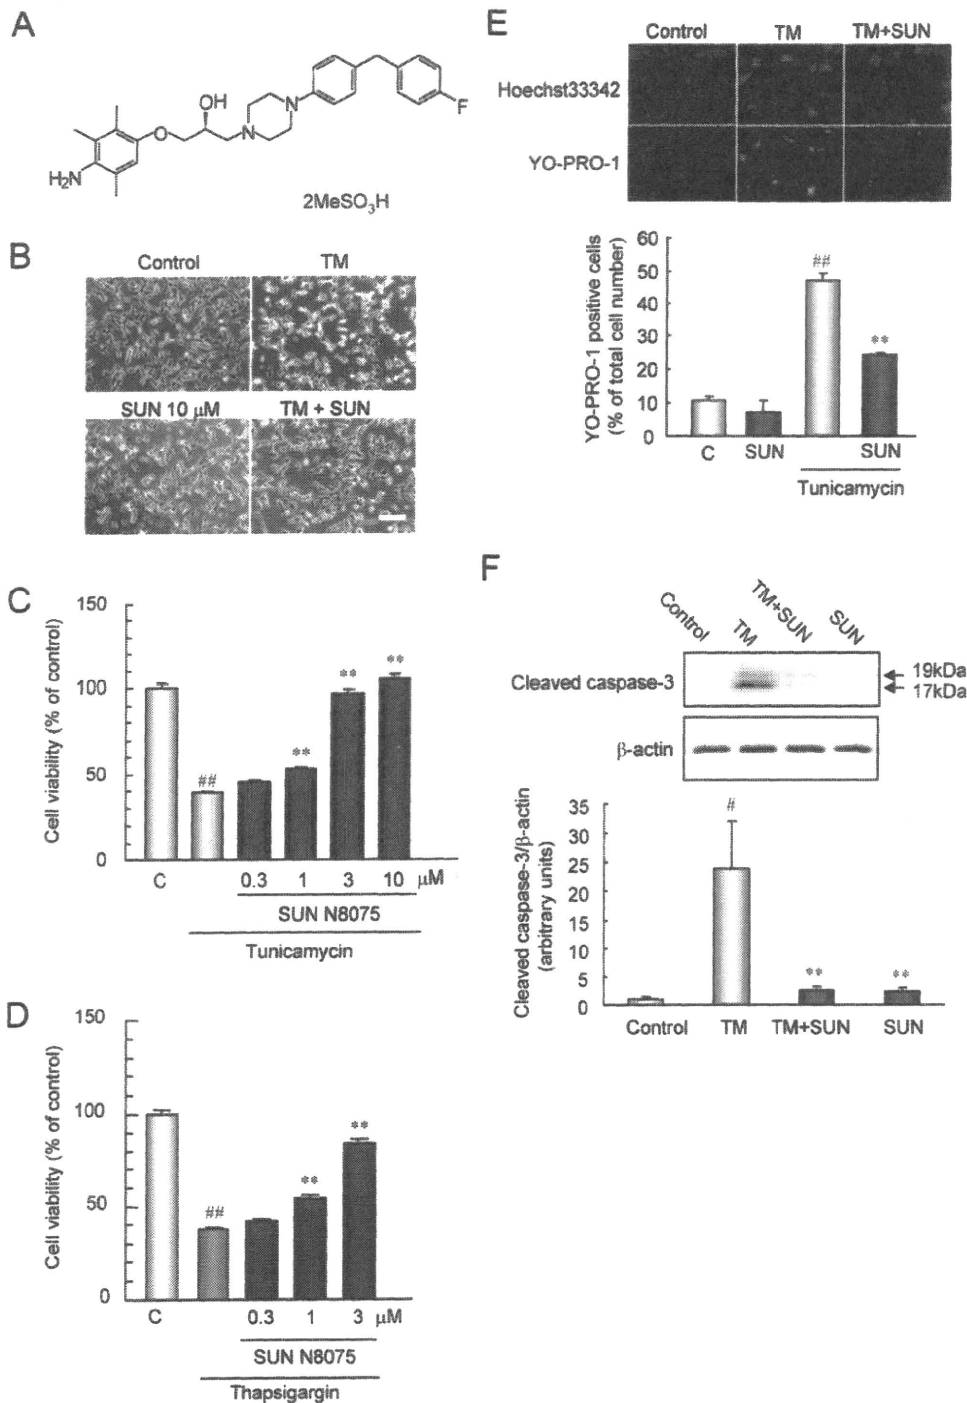 A
OH
N
N
F
O
H₂N
2MeSO₃H
B
Control TM
SUN 10 μM TM + SUN
C
Cell viability (% of control)
150
100
50
0
##
**
**
**
C 0.3 1 3 10 μM
SUN N8075
Tunicamycin
D
Cell viability (% of control)
150
100
50
0
##
**
**
C 0.3 1 3 μM
SUN N8075
Thapsigargin
E
Control TM TM+SUN
Hoechst33342
YO-PRO-1
YO-PRO-1 positive cells
(% of total cell number)
60
50
40
30
20
10
0
##
**
C SUN SUN
Tunicamycin
F
Control TM TM+SUN SUN
Cleaved caspase-3
19kDa
17kDa
β-actin
Cleaved caspase-3/β-actin
(arbitrary units)
35
30
25
20
15
10
5
0
#
**
**
Control TM TM+SUN SUN